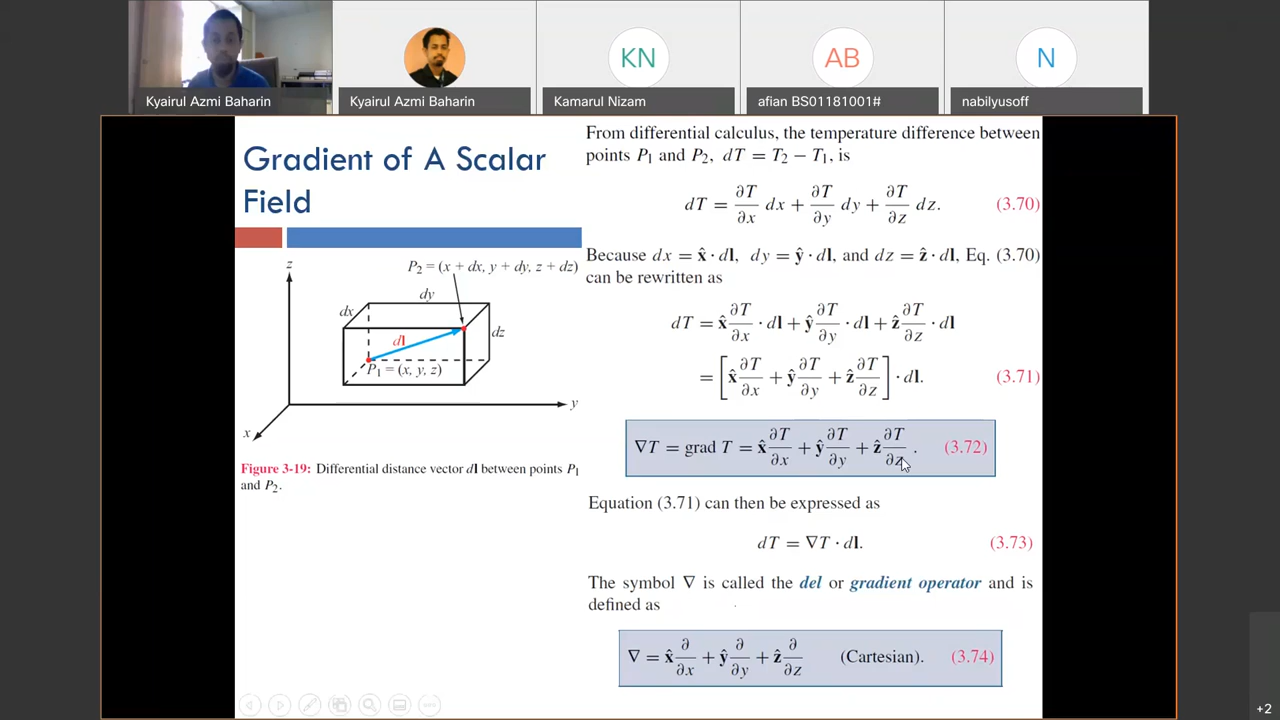 KN
AB
N
Kyairul Azmi Baharin
Kyairul Azmi Baharin
Kamarul Nizam
afian BS01181001#
nabilyusoff
Gradient of A Scalar
Field
z
P₂ = (x + dx, y + dy, z + dz)
dy
dx
dz
dl
P₁ = (x, y, z)
y
x
Figure 3-19: Differential distance vector dl between points P₁
and P₂.
From differential calculus, the temperature difference between
points P₁ and P₂, dT = T₂ − T₁, is
dT = ∂T/∂x dx + ∂T/∂y dy + ∂T/∂z dz. (3.70)
Because dx = x̂ · dl, dy = ŷ · dl, and dz = ẑ · dl, Eq. (3.70)
can be rewritten as
dT = x̂ ∂T/∂x · dl + ŷ ∂T/∂y · dl + ẑ ∂T/∂z · dl
= [x̂ ∂T/∂x + ŷ ∂T/∂y + ẑ ∂T/∂z] · dl. (3.71)
∇T = grad T = x̂ ∂T/∂x + ŷ ∂T/∂y + ẑ ∂T/∂z . (3.72)
Equation (3.71) can then be expressed as
dT = ∇T · dl. (3.73)
The symbol ∇ is called the del or gradient operator and is
defined as
∇ = x̂ ∂/∂x + ŷ ∂/∂y + ẑ ∂/∂z (Cartesian). (3.74)
+2